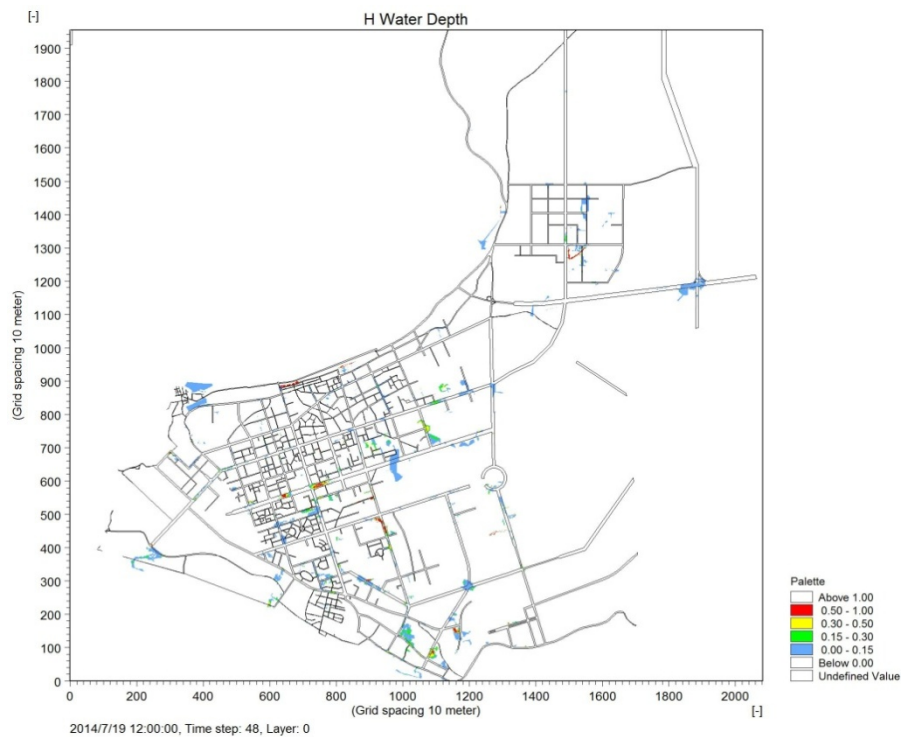 [-]
H Water Depth
1900
1800
1700
1600
1500
1400
1300
1200
1100
1000
900
800
700
600
500
400
300
200
100
0
(Grid spacing 10 meter)
0 200 400 600 800 1000 1200 1400 1600 1800 2000
(Grid spacing 10 meter)
[-]
2014/7/19 12:00:00, Time step: 48, Layer: 0
Palette
Above 1.00
0.50 - 1.00
0.30 - 0.50
0.15 - 0.30
0.00 - 0.15
Below 0.00
Undefined Value